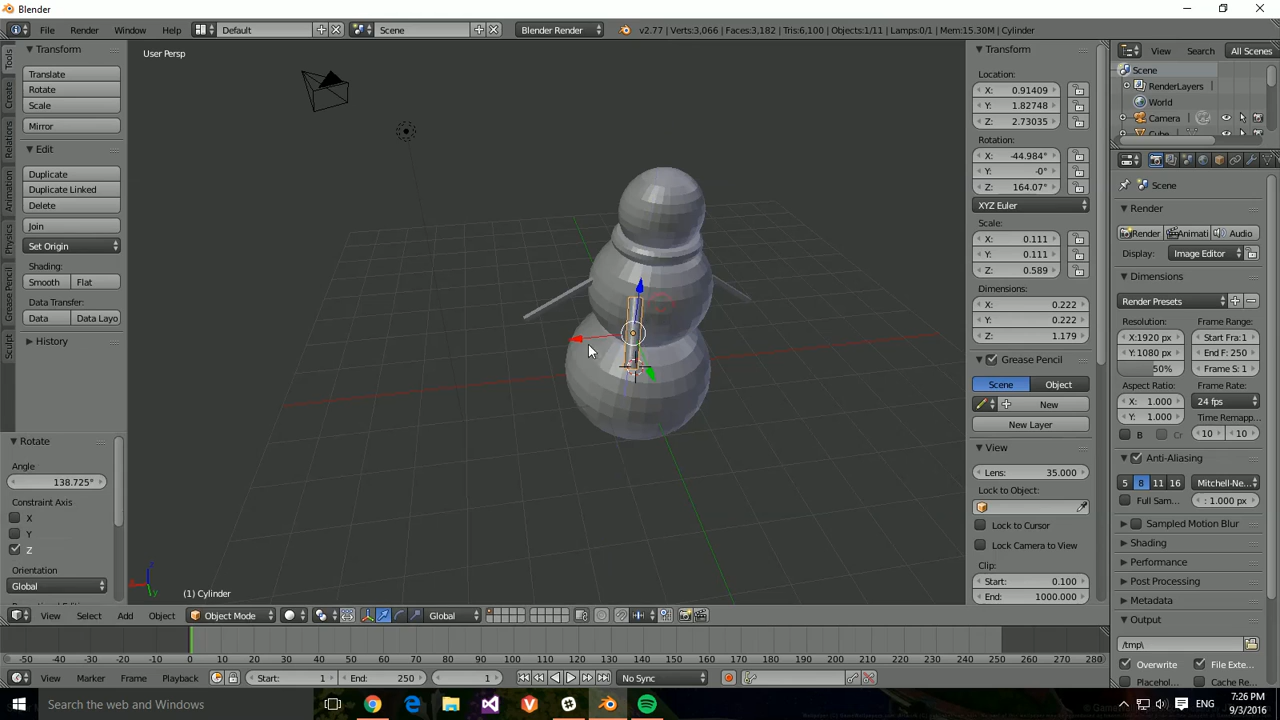 Blender
File Render Window Help Default Scene Blender Render v2.77 | Verts:3,066 | Faces:3,182 | Tris:6,100 | Objects:1/11 | Lamps:0/1 | Mem:15.30M | Cylinder
Tools
Create
Relations
Animation
Physics
Grease Pencil
Sculpt
Transform
Translate
Rotate
Scale
Mirror
Edit
Duplicate
Duplicate Linked
Delete
Join
Set Origin
Shading:
Smooth Flat
Data Transfer:
Data Data Layo
History
Rotate
Angle
138.725°
Constraint Axis
X
Y
Z
Orientation
Global
User Persp
(1) Cylinder
Transform
Location:
X: 0.91409
Y: 1.82748
Z: 2.73035
Rotation:
X: -44.984°
Y: -0°
Z: 164.07°
XYZ Euler
Scale:
X: 0.111
Y: 0.111
Z: 0.589
Dimensions:
X: 0.222
Y: 0.222
Z: 1.179
Grease Pencil
Scene Object
New
New Layer
View
Lens: 35.000
Lock to Object:
Lock to Cursor
Lock Camera to View
Clip:
Start: 0.100
End: 1000.000
View Search All Scenes
Scene
RenderLayers
World
Camera
Scene
Render
Render Animati Audio
Display: Image Editor
Dimensions
Render Presets
Resolution: Frame Range:
X:1920 px Start Fra:1
Y:1080 px End F: 250
50% Frame S: 1
Aspect Ratio: Frame Rate:
X: 1.000 24 fps
Y: 1.000 Time Remapp...
B Cr 10 10
Anti-Aliasing
5 8 11 16 Mitchell-Ne...
Full Sam... : 1.000 px
Sampled Motion Blur
Shading
Performance
Post Processing
Metadata
Output
/tmp\
Overwrite File Exte...
Placehol... Cache Re...
View Select Add Object Object Mode Global
-50 -40 -30 -20 -10 0 10 20 30 40 50 60 70 80 90 100 110 120 130 140 150 160 170 180 190 200 210 220 230 240 250 260 270 280
View Marker Frame Playback Start: 1 End: 250 1 No Sync
Search the web and Windows
7:26 PM
9/3/2016